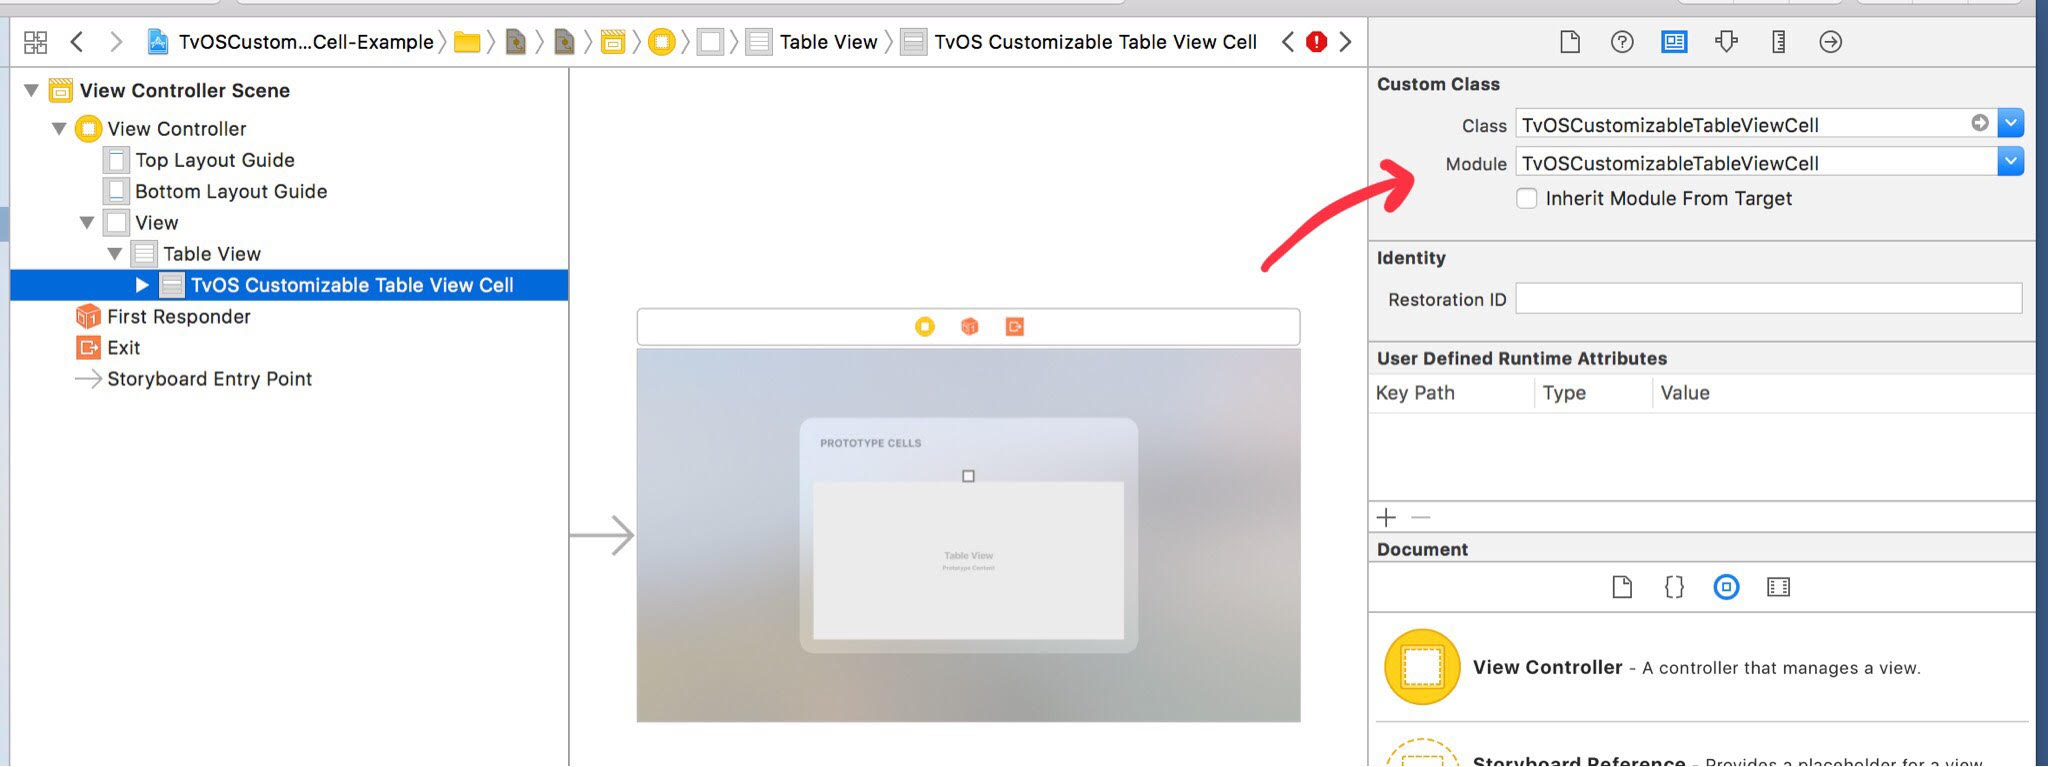 TvOSCustom...Cell-Example
Table View
TvOS Customizable Table View Cell
View Controller Scene
View Controller
Top Layout Guide
Bottom Layout Guide
View
Table View
TvOS Customizable Table View Cell
First Responder
Exit
Storyboard Entry Point
PROTOTYPE CELLS
Table View
Prototype Content
Custom Class
Class TvOSCustomizableTableViewCell
Module TvOSCustomizableTableViewCell
Inherit Module From Target
Identity
Restoration ID
User Defined Runtime Attributes
Key Path Type Value
Document
View Controller - A controller that manages a view.
Storyboard Reference - Provides a placeholder for a view